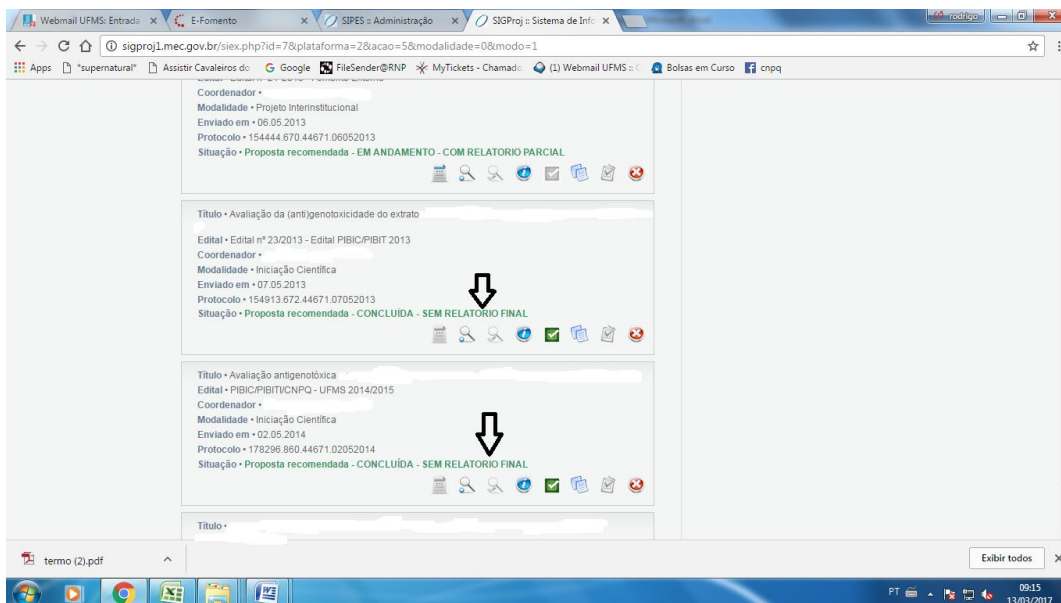 Webmail UFMS: Entrada
E-Fomento
SIPES :: Administração
SIGProj :: Sistema de Info
rodrigo
sigproj1.mec.gov.br/siex.php?id=7&plataforma=2&acao=5&modalidade=0&modo=1
Apps "supernatural" Assistir Cavaleiros do Google FileSender@RNP MyTickets - Chamado (1) Webmail UFMS :: Bolsas em Curso cnpq
Coordenador •
Modalidade • Projeto Interinstitucional
Enviado em • 06.05.2013
Protocolo • 154444.670.44671.06052013
Situação • Proposta recomendada - EM ANDAMENTO - COM RELATORIO PARCIAL
Título • Avaliação da (anti)genotoxicidade do extrato
Edital • Edital nº 23/2013 - Edital PIBIC/PIBIT 2013
Coordenador •
Modalidade • Iniciação Científica
Enviado em • 07.05.2013
Protocolo • 154913.672.44671.07052013
Situação • Proposta recomendada - CONCLUÍDA - SEM RELATORIO FINAL
Título • Avaliação antigenotóxica
Edital • PIBIC/PIBITI/CNPQ - UFMS 2014/2015
Coordenador •
Modalidade • Iniciação Científica
Enviado em • 02.05.2014
Protocolo • 178296.860.44671.02052014
Situação • Proposta recomendada - CONCLUÍDA - SEM RELATORIO FINAL
Título •
termo (2).pdf
Exibir todos
PT
09:15
13/03/2017